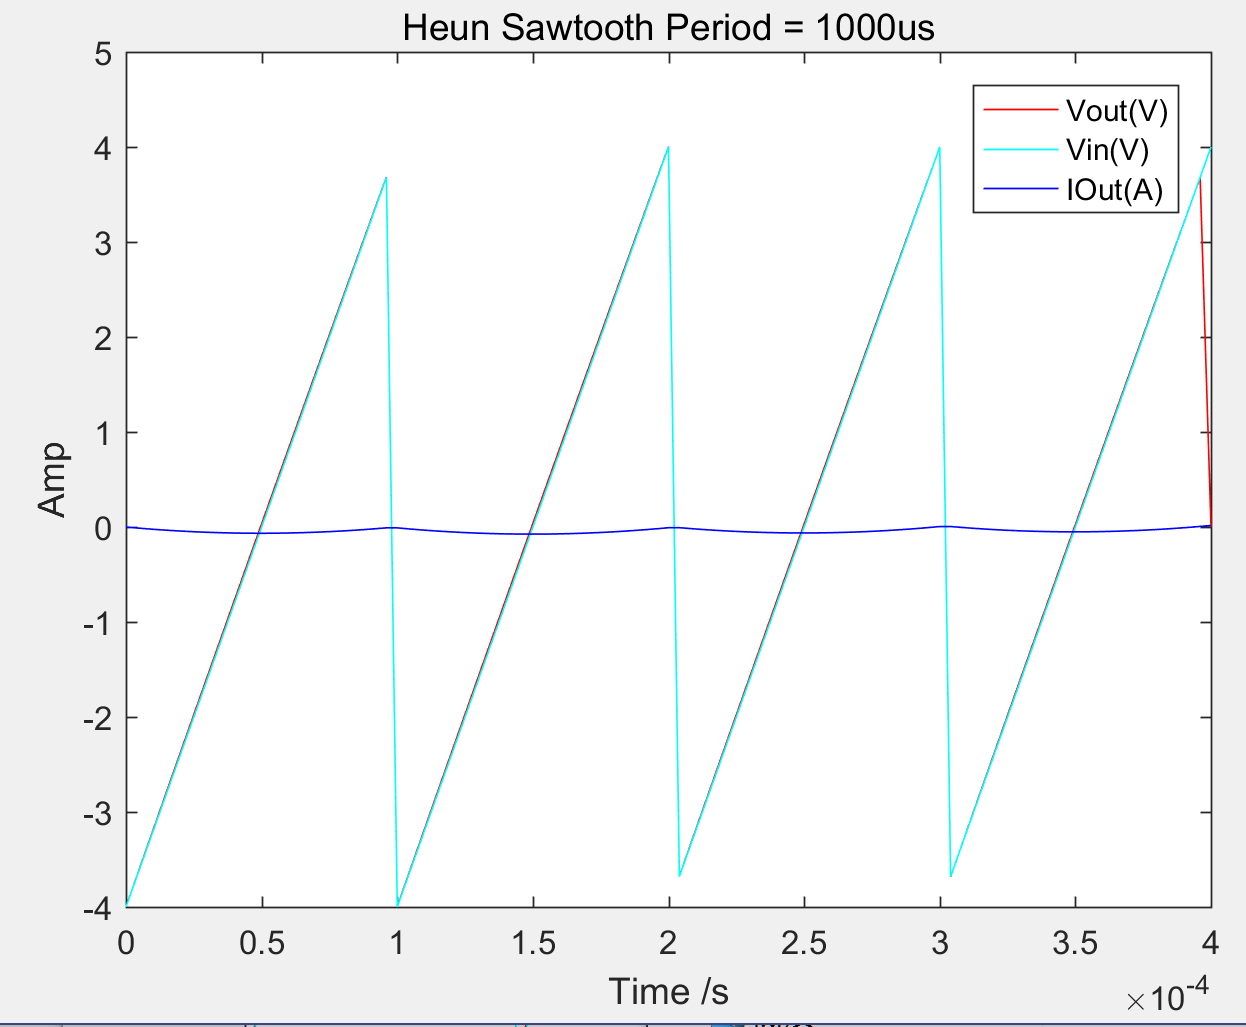 Heun Sawtooth Period = 1000us
5
4
3
2
1
0
-1
-2
-3
-4
Amp
Vout(V)
Vin(V)
IOut(A)
0 0.5 1 1.5 2 2.5 3 3.5 4
Time /s
×10-4